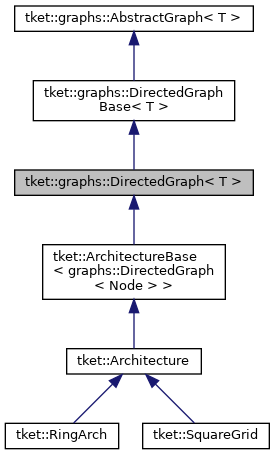 tket::graphs::AbstractGraph< T >
tket::graphs::DirectedGraph
Base< T >
tket::graphs::DirectedGraph< T >
tket::ArchitectureBase
< graphs::DirectedGraph
< Node > >
tket::Architecture
tket::RingArch
tket::SquareGrid